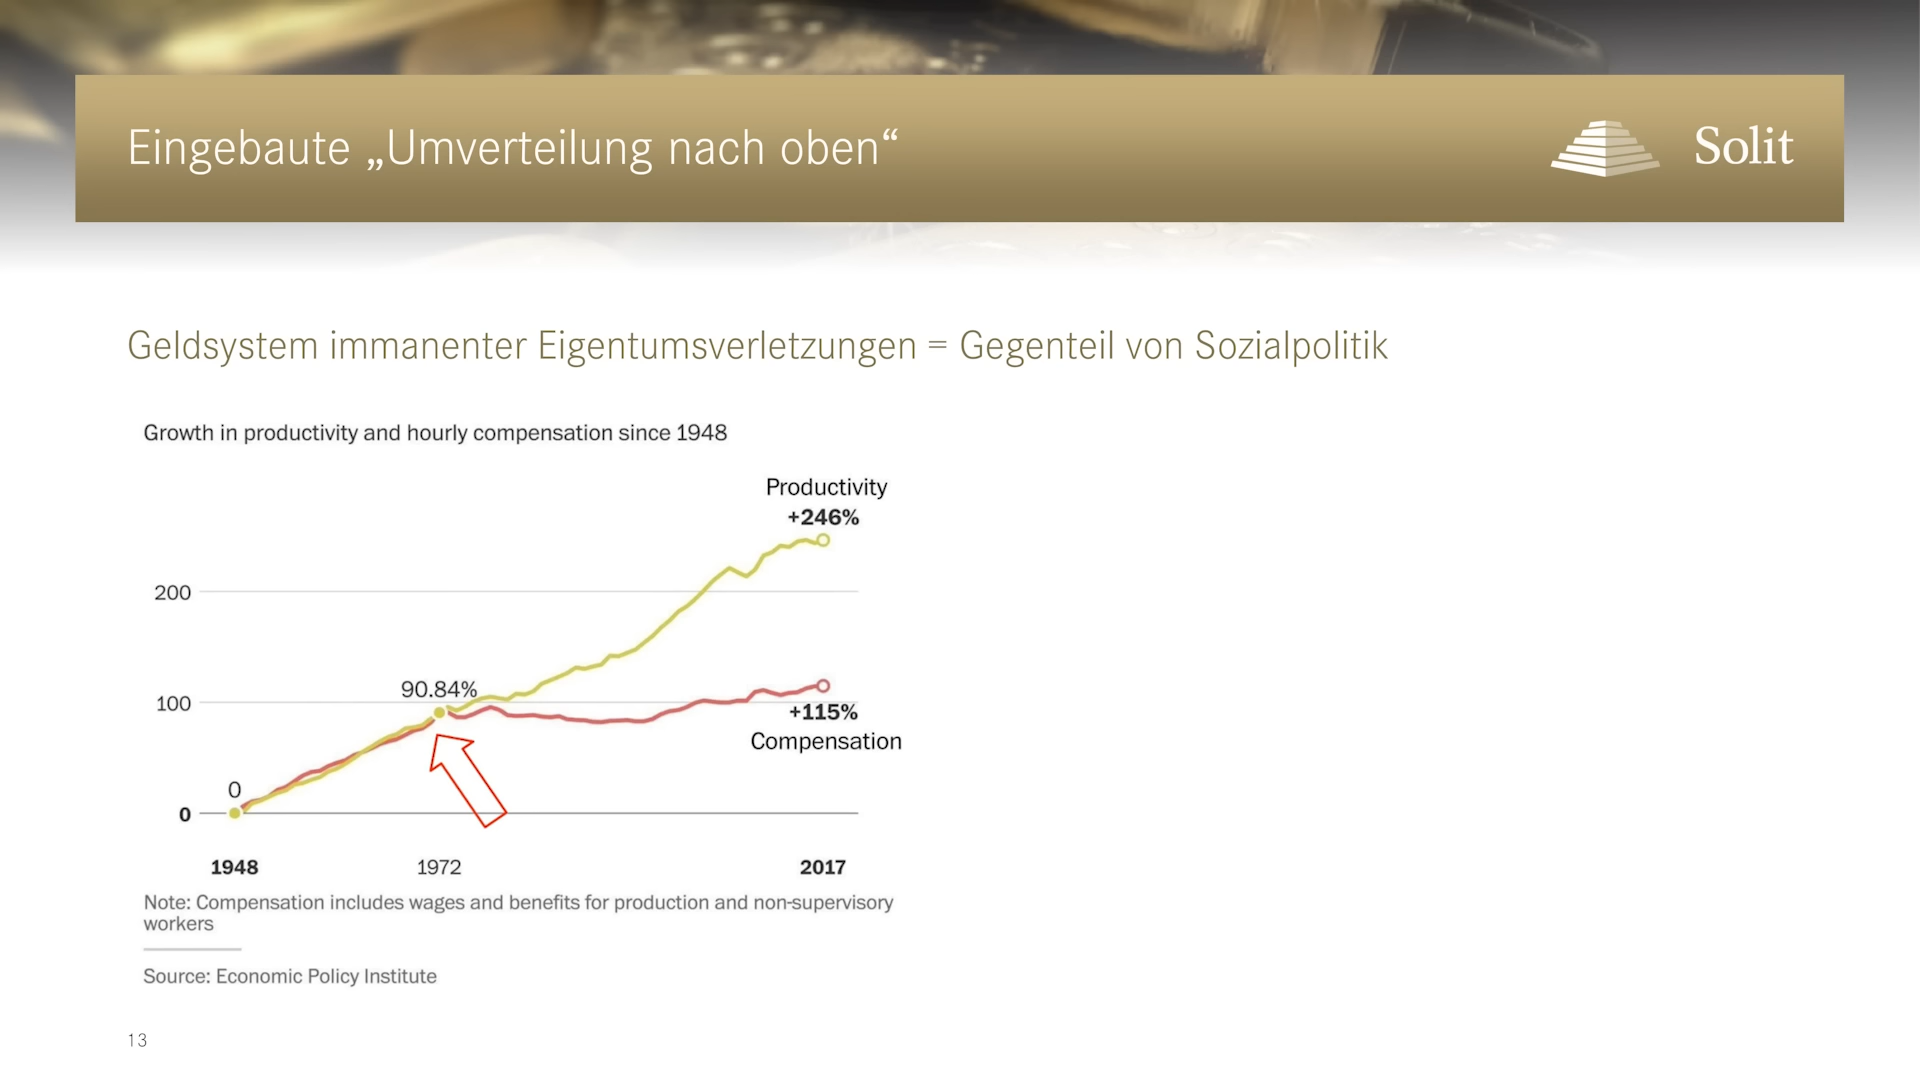 Eingebaute „Umverteilung nach oben“
Solit
Geldsystem immanenter Eigentumsverletzungen = Gegenteil von Sozialpolitik
Growth in productivity and hourly compensation since 1948
Productivity
+246%
200
90.84%
100
+115%
Compensation
0
0
1948 1972 2017
Note: Compensation includes wages and benefits for production and non-supervisory
workers
Source: Economic Policy Institute
13